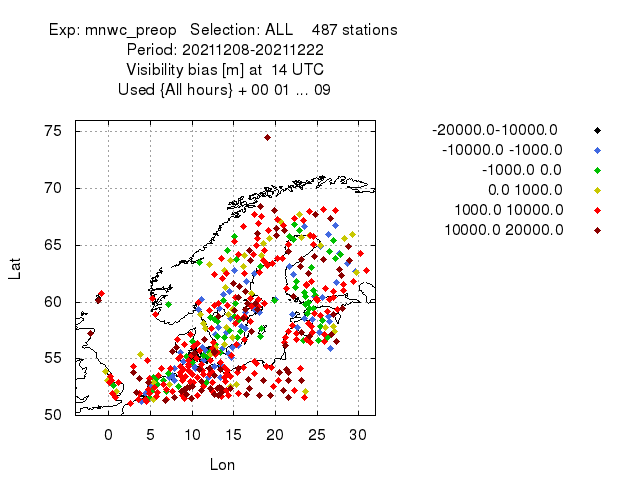 Exp: mnwc_preop   Selection: ALL    487 stations
Period: 20211208-20211222
Visibility bias [m] at  14 UTC
Used {All hours} + 00 01 ... 09
-20000.0-10000.0
-10000.0 -1000.0
-1000.0 0.0
0.0 1000.0
1000.0 10000.0
10000.0 20000.0
75
70
65
60
55
50
Lat
0 5 10 15 20 25 30
Lon